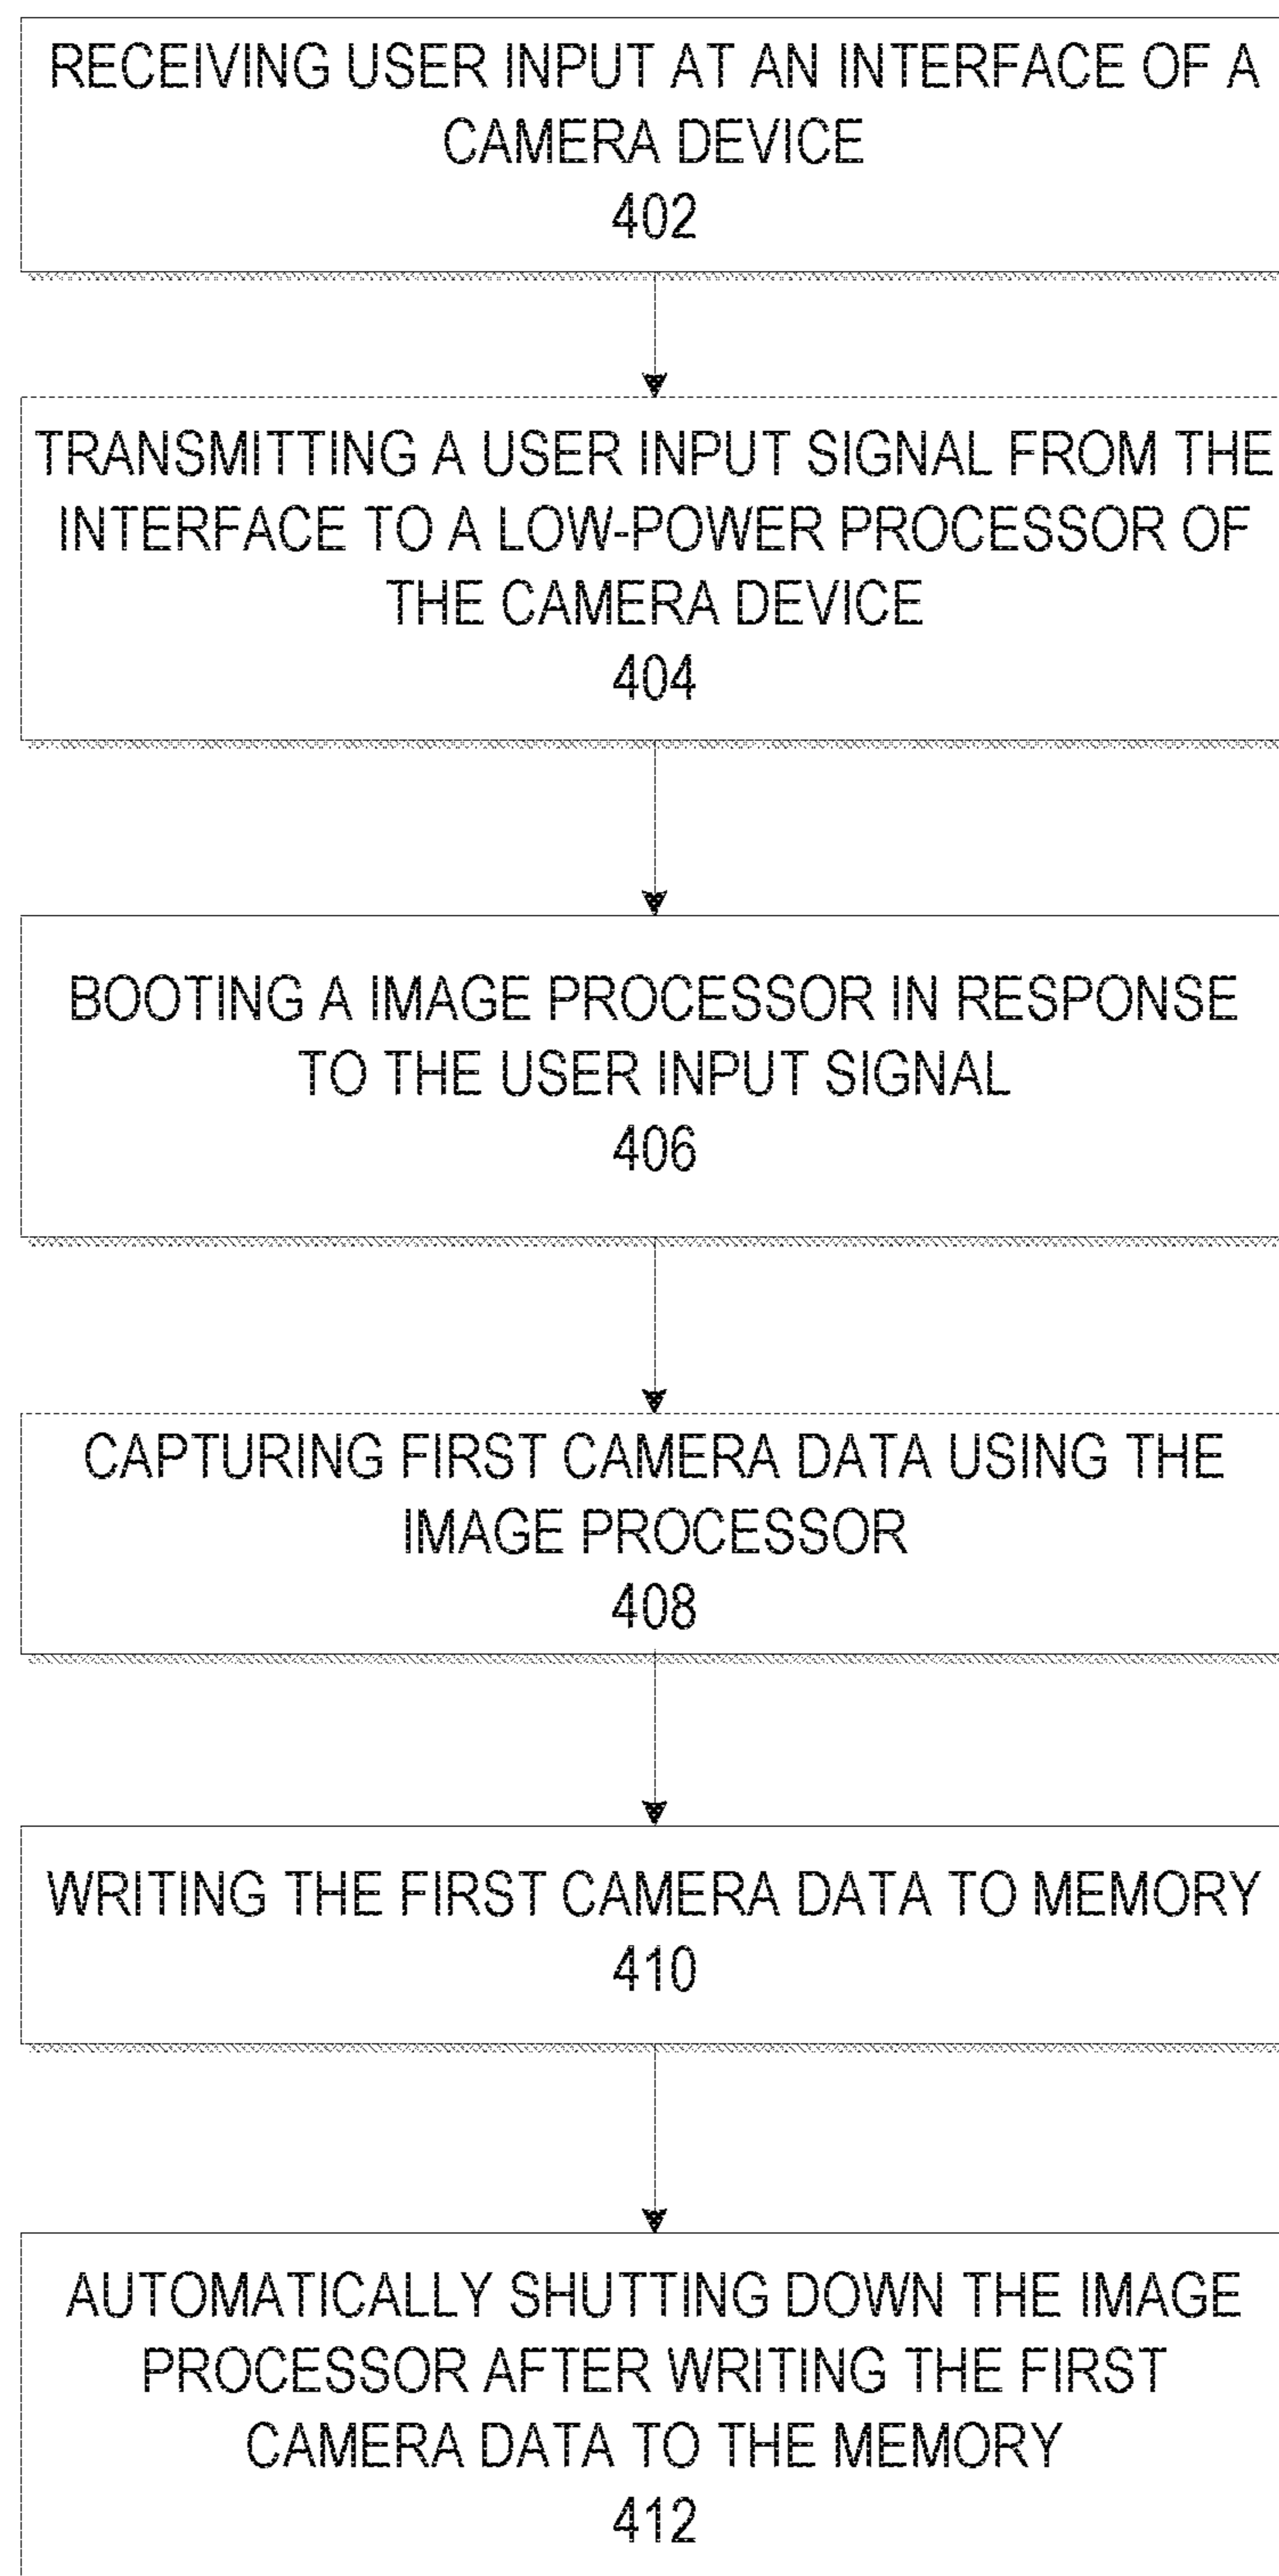 RECEIVING USER INPUT AT AN INTERFACE OF A
CAMERA DEVICE
402
TRANSMITTING A USER INPUT SIGNAL FROM THE
INTERFACE TO A LOW-POWER PROCESSOR OF
THE CAMERA DEVICE
404
BOOTING A IMAGE PROCESSOR IN RESPONSE
TO THE USER INPUT SIGNAL
406
CAPTURING FIRST CAMERA DATA USING THE
IMAGE PROCESSOR
408
WRITING THE FIRST CAMERA DATA TO MEMORY
410
AUTOMATICALLY SHUTTING DOWN THE IMAGE
PROCESSOR AFTER WRITING THE FIRST
CAMERA DATA TO THE MEMORY
412